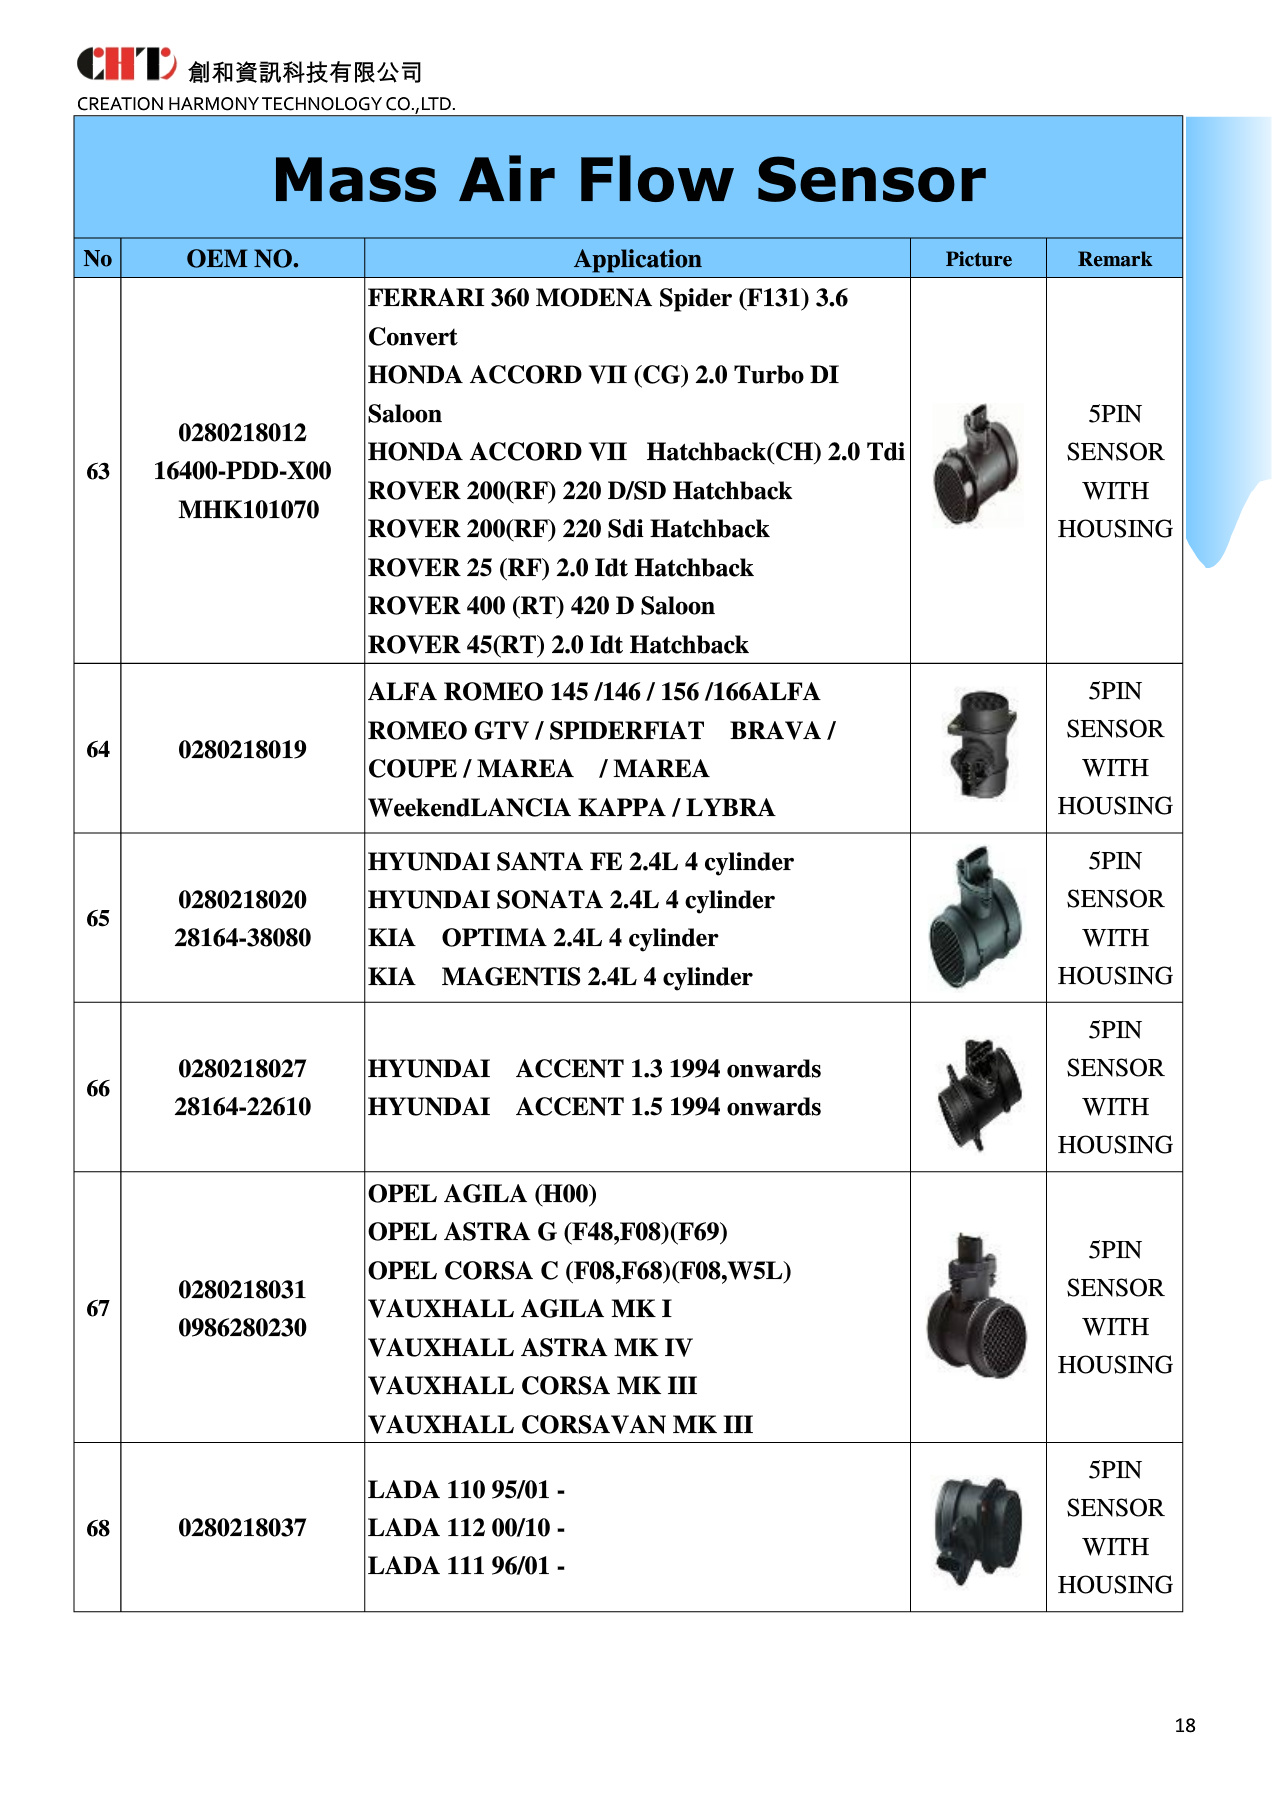 CHT 創和資訊科技有限公司
CREATION HARMONY TECHNOLOGY CO.,LTD.
Mass Air Flow Sensor
No OEM NO. Application Picture Remark
63
0280218012
16400-PDD-X00
MHK101070
FERRARI 360 MODENA Spider (F131) 3.6
Convert
HONDA ACCORD VII (CG) 2.0 Turbo DI
Saloon
HONDA ACCORD VII Hatchback(CH) 2.0 Tdi
ROVER 200(RF) 220 D/SD Hatchback
ROVER 200(RF) 220 Sdi Hatchback
ROVER 25 (RF) 2.0 Idt Hatchback
ROVER 400 (RT) 420 D Saloon
ROVER 45(RT) 2.0 Idt Hatchback
5PIN
SENSOR
WITH
HOUSING
64
0280218019
ALFA ROMEO 145 /146 / 156 /166ALFA
ROMEO GTV / SPIDERFIAT BRAVA /
COUPE / MAREA / MAREA
WeekendLANCIA KAPPA / LYBRA
5PIN
SENSOR
WITH
HOUSING
65
0280218020
28164-38080
HYUNDAI SANTA FE 2.4L 4 cylinder
HYUNDAI SONATA 2.4L 4 cylinder
KIA OPTIMA 2.4L 4 cylinder
KIA MAGENTIS 2.4L 4 cylinder
5PIN
SENSOR
WITH
HOUSING
66
0280218027
28164-22610
HYUNDAI ACCENT 1.3 1994 onwards
HYUNDAI ACCENT 1.5 1994 onwards
5PIN
SENSOR
WITH
HOUSING
67
0280218031
0986280230
OPEL AGILA (H00)
OPEL ASTRA G (F48,F08)(F69)
OPEL CORSA C (F08,F68)(F08,W5L)
VAUXHALL AGILA MK I
VAUXHALL ASTRA MK IV
VAUXHALL CORSA MK III
VAUXHALL CORSAVAN MK III
5PIN
SENSOR
WITH
HOUSING
68
0280218037
LADA 110 95/01 -
LADA 112 00/10 -
LADA 111 96/01 -
5PIN
SENSOR
WITH
HOUSING
18